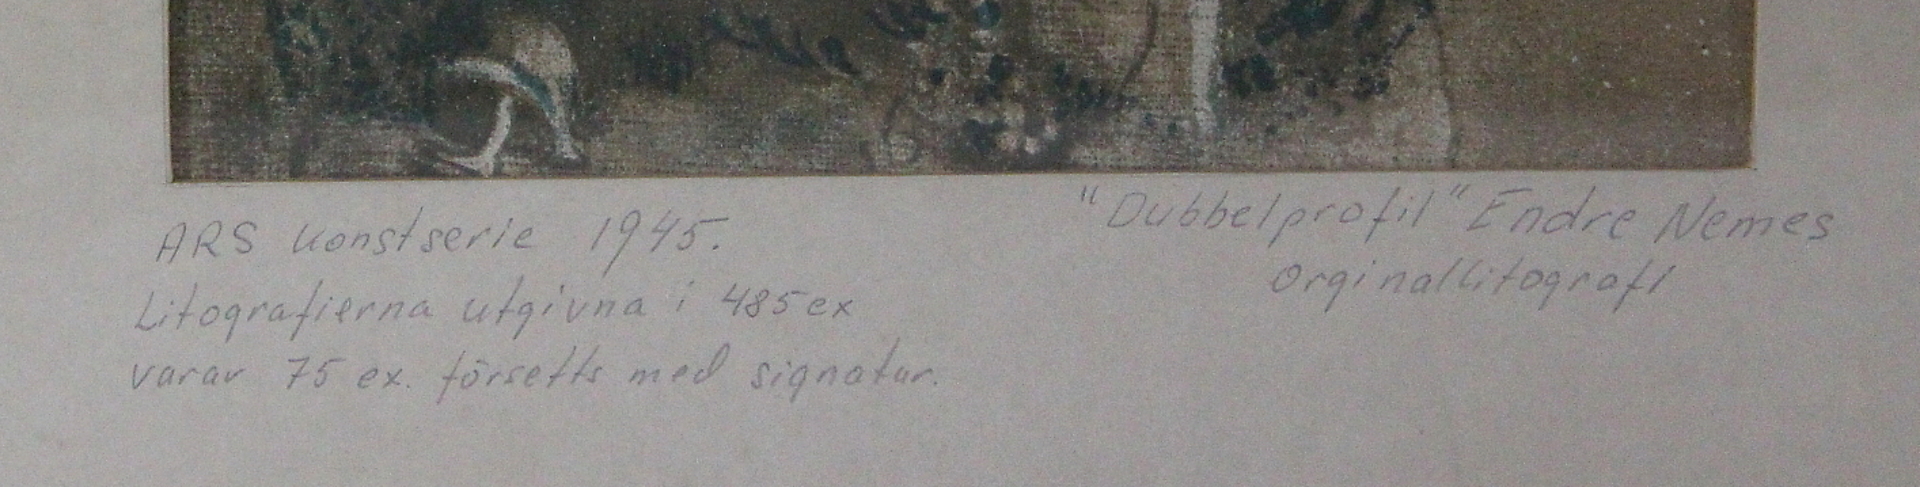 ARS konstserie 1945.
Litografierna utgivna i 485 ex
varav 75 ex. försetts med signatur.
"Dubbelprofil" Endre Nemes
Orginallitografi